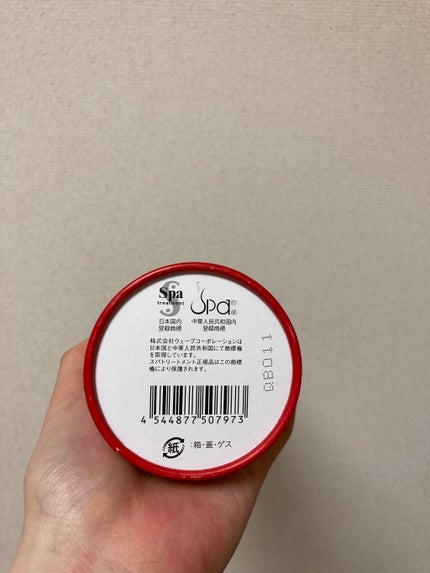 Spa
treatment
日本国内
登録商標
Spa
的
中華人民共和国内
登録商標
株式会社ウェーブコーポレーションは
日本国と中華人民共和国にて商標権
を取得しています。
スパトリートメント正規品はこの商標
権により保護されます。
4 544877 507973
紙
:箱・蓋・ゲス
QB011